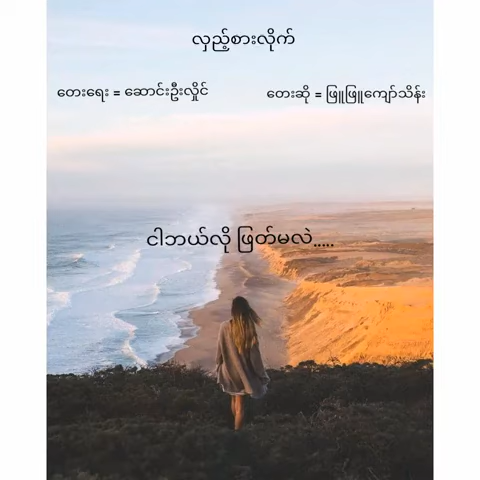 လှည့်စားလိုက်
တေးရေး = ဆောင်းဦးလှိုင်
တေးဆို = ဖြူဖြူကျော်သိန်း
ငါဘယ်လို ဖြတ်မလဲ.....